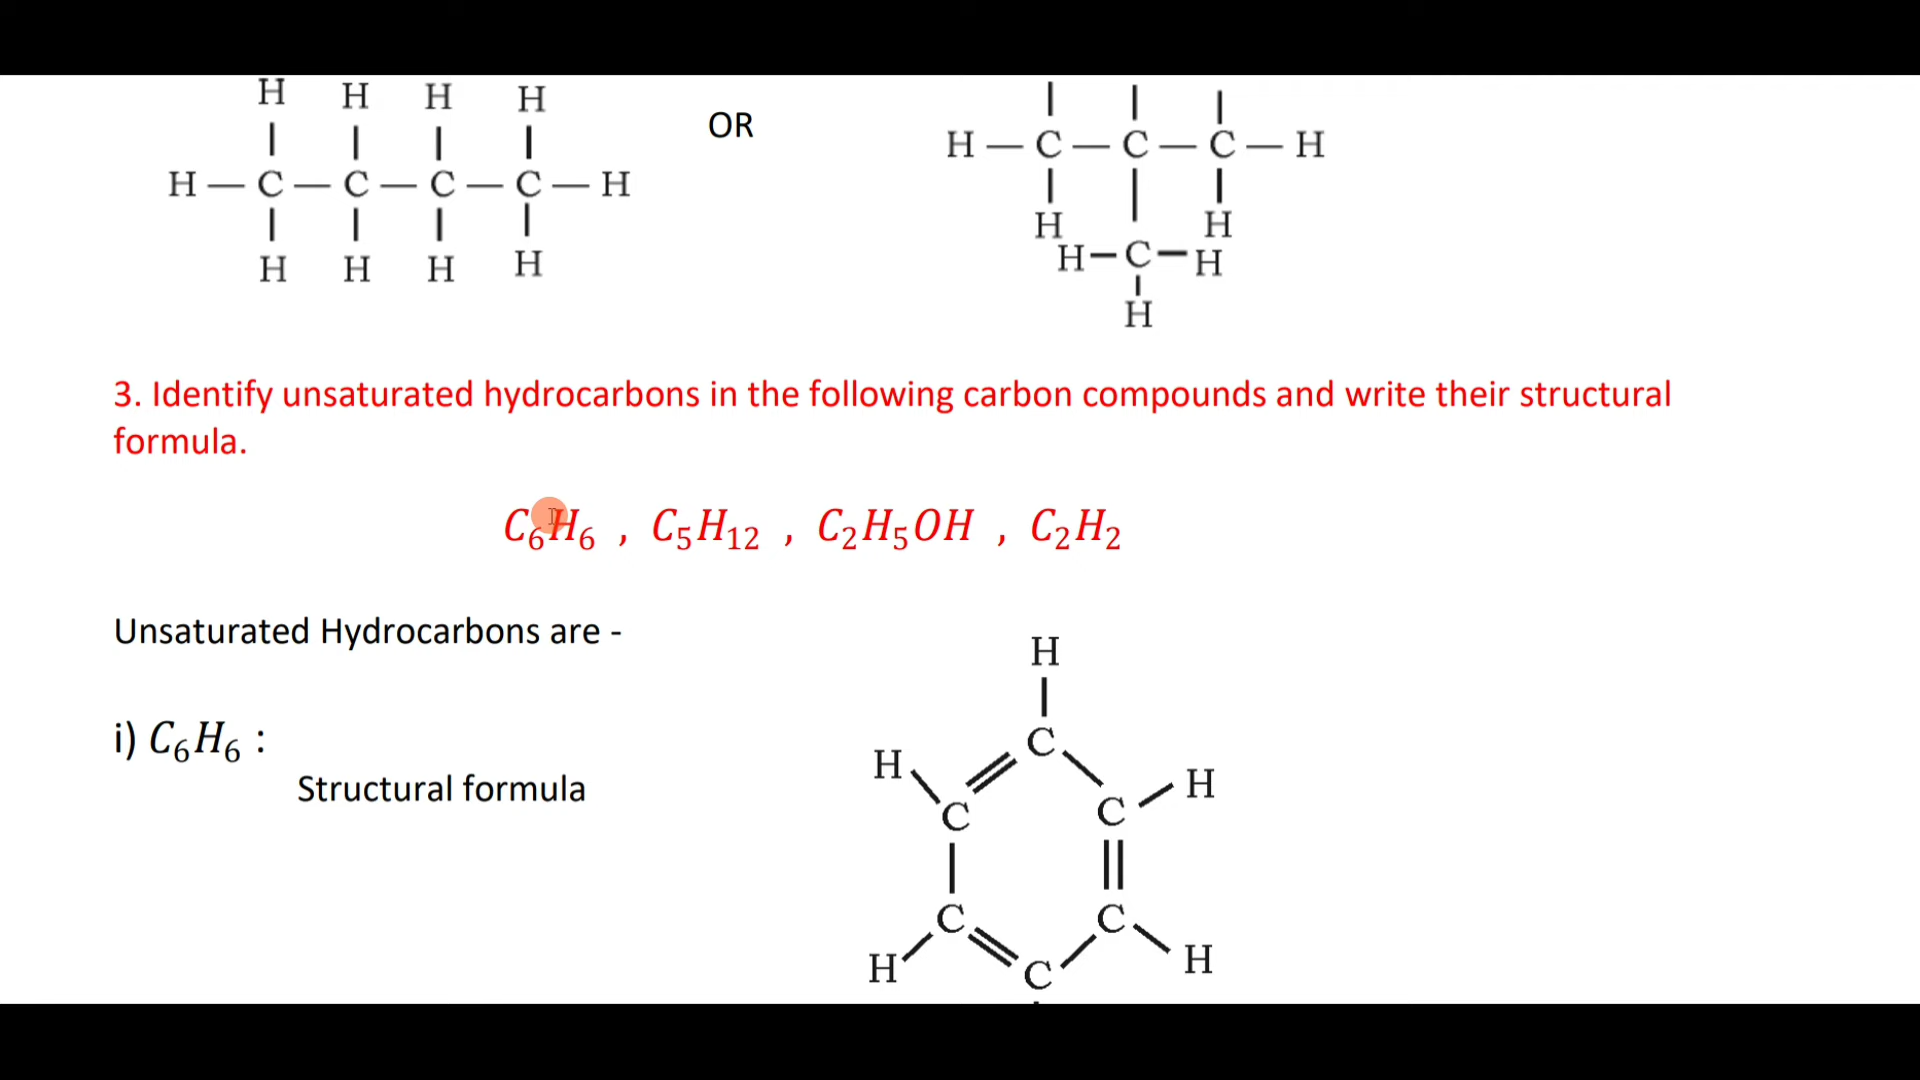 H H H H
H — C — C — C — C — H
H H H H
OR
H — C — C — C — H
H H
H – C – H
H
3. Identify unsaturated hydrocarbons in the following carbon compounds and write their structural
formula.
C₆H₆ , C₅H₁₂ , C₂H₅OH , C₂H₂
Unsaturated Hydrocarbons are -
i) C₆H₆ :
Structural formula
H
C
H H
C C
C C
H H
C